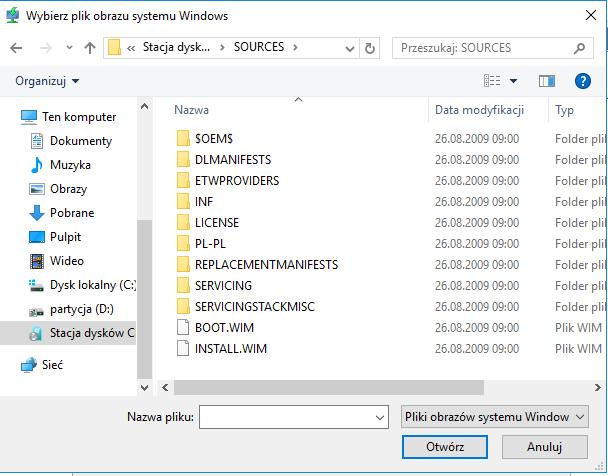 Wybierz plik obrazu systemu Windows
« Stacja dysk... > SOURCES > Przeszukaj: SOURCES
Organizuj
Nazwa Data modyfikacji Typ
Ten komputer
Dokumenty
Muzyka
Obrazy
Pobrane
Pulpit
Wideo
Dysk lokalny (C:)
partycja (D:)
Stacja dysków C
Sieć
$OEM$ 26.08.2009 09:00 Folder plik
DLMANIFESTS 26.08.2009 09:00 Folder plik
ETWPROVIDERS 26.08.2009 09:00 Folder plik
INF 26.08.2009 09:00 Folder plik
LICENSE 26.08.2009 09:00 Folder plik
PL-PL 26.08.2009 09:00 Folder plik
REPLACEMENTMANIFESTS 26.08.2009 09:00 Folder plik
SERVICING 26.08.2009 09:00 Folder plik
SERVICINGSTACKMISC 26.08.2009 09:00 Folder plik
BOOT.WIM 26.08.2009 09:00 Plik WIM
INSTALL.WIM 26.08.2009 09:00 Plik WIM
Nazwa pliku: Pliki obrazów systemu Window
Otwórz Anuluj